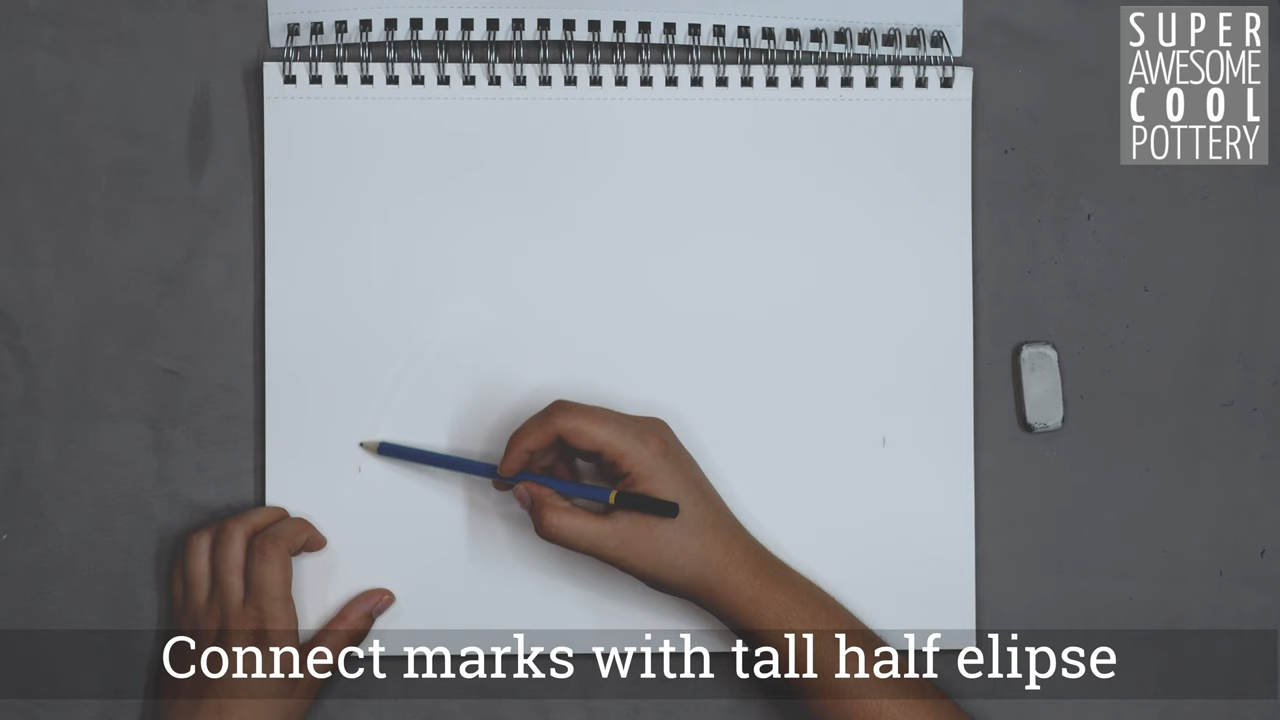 SUPER
AWESOME
COOL
POTTERY
Connect marks with tall half elipse